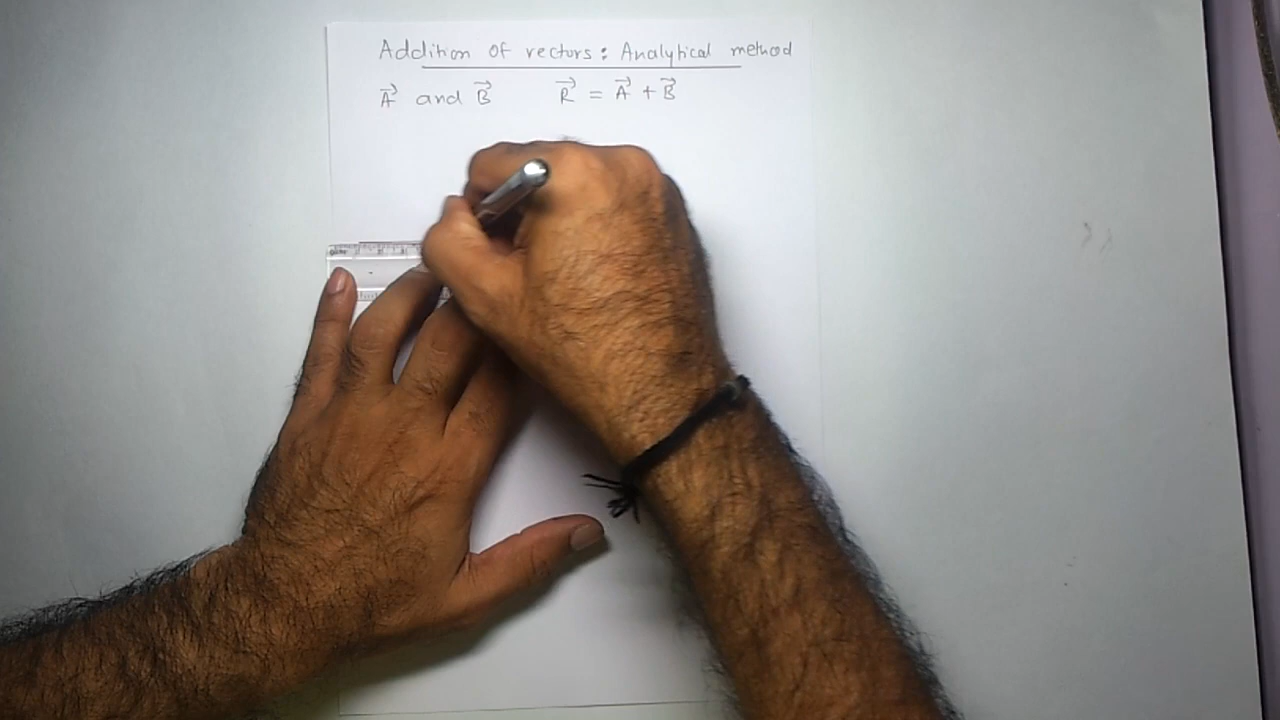 Addition of vectors : Analytical method
A⃗ and B⃗ R⃗ = A⃗ + B⃗